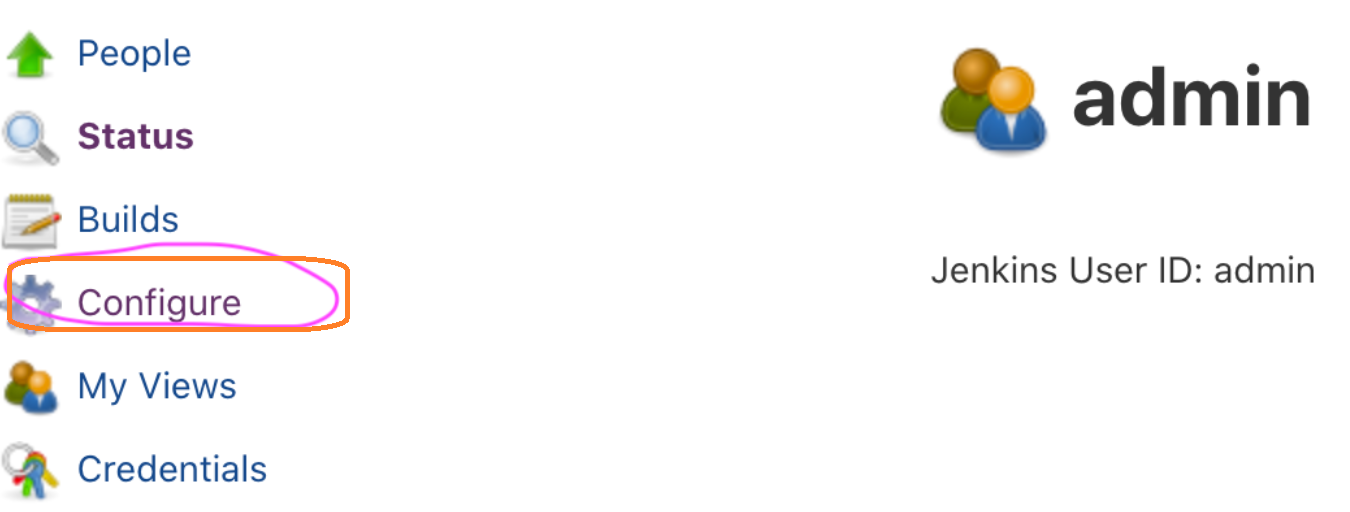 People
Status
Builds
Configure
My Views
Credentials
admin
Jenkins User ID: admin